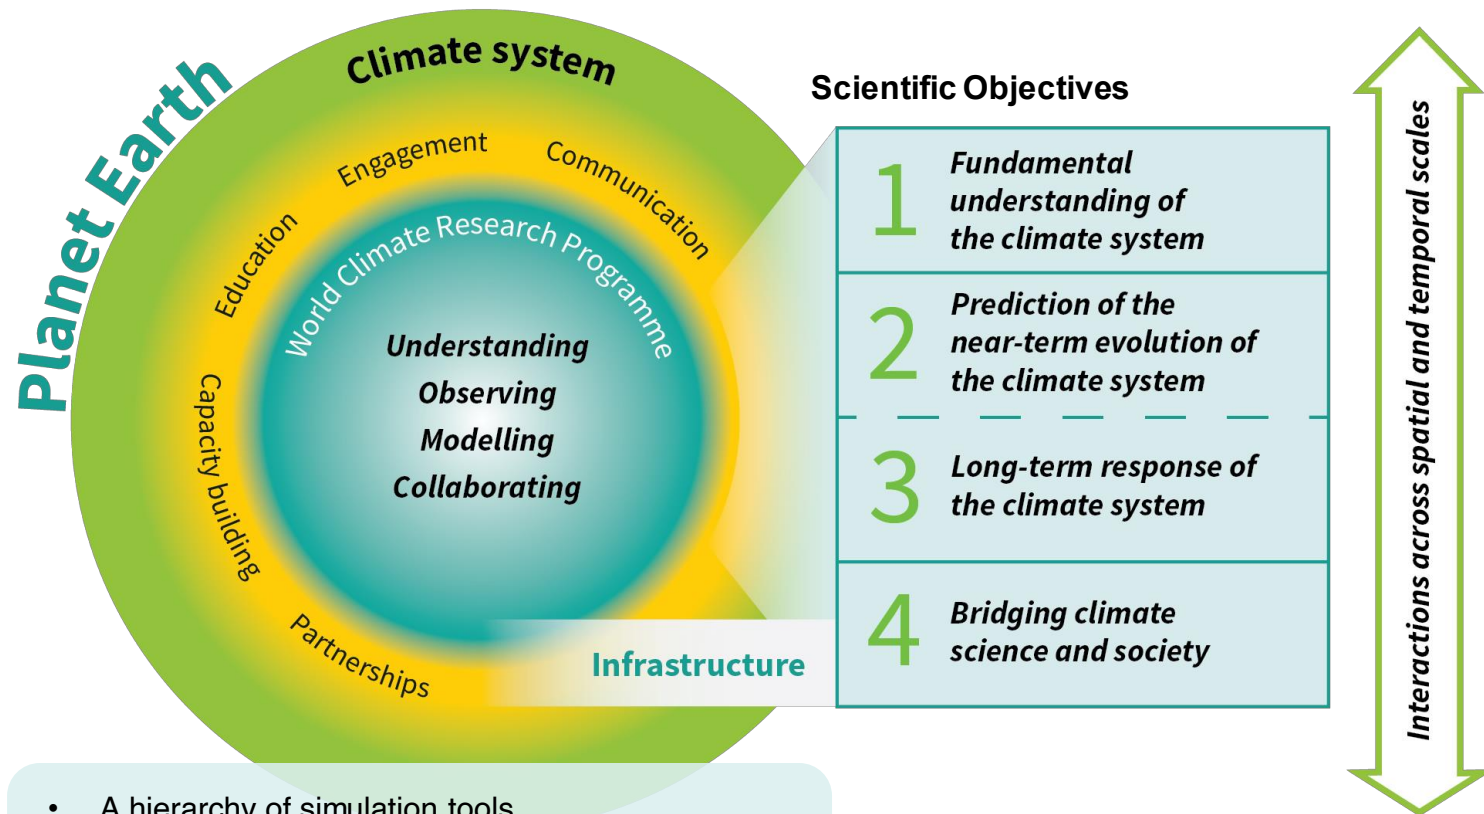 Planet Earth
Climate system
Engagement
Communication
Education
Capacity building
Partnerships
World Climate Research Programme
Understanding
Observing
Modelling
Collaborating
Infrastructure
Scientific Objectives
1
Fundamental
understanding of
the climate system
2
Prediction of the
near-term evolution of
the climate system
3
Long-term response of
the climate system
4
Bridging climate
science and society
Interactions across spatial and temporal scales
• A hierarchy of simulation tools